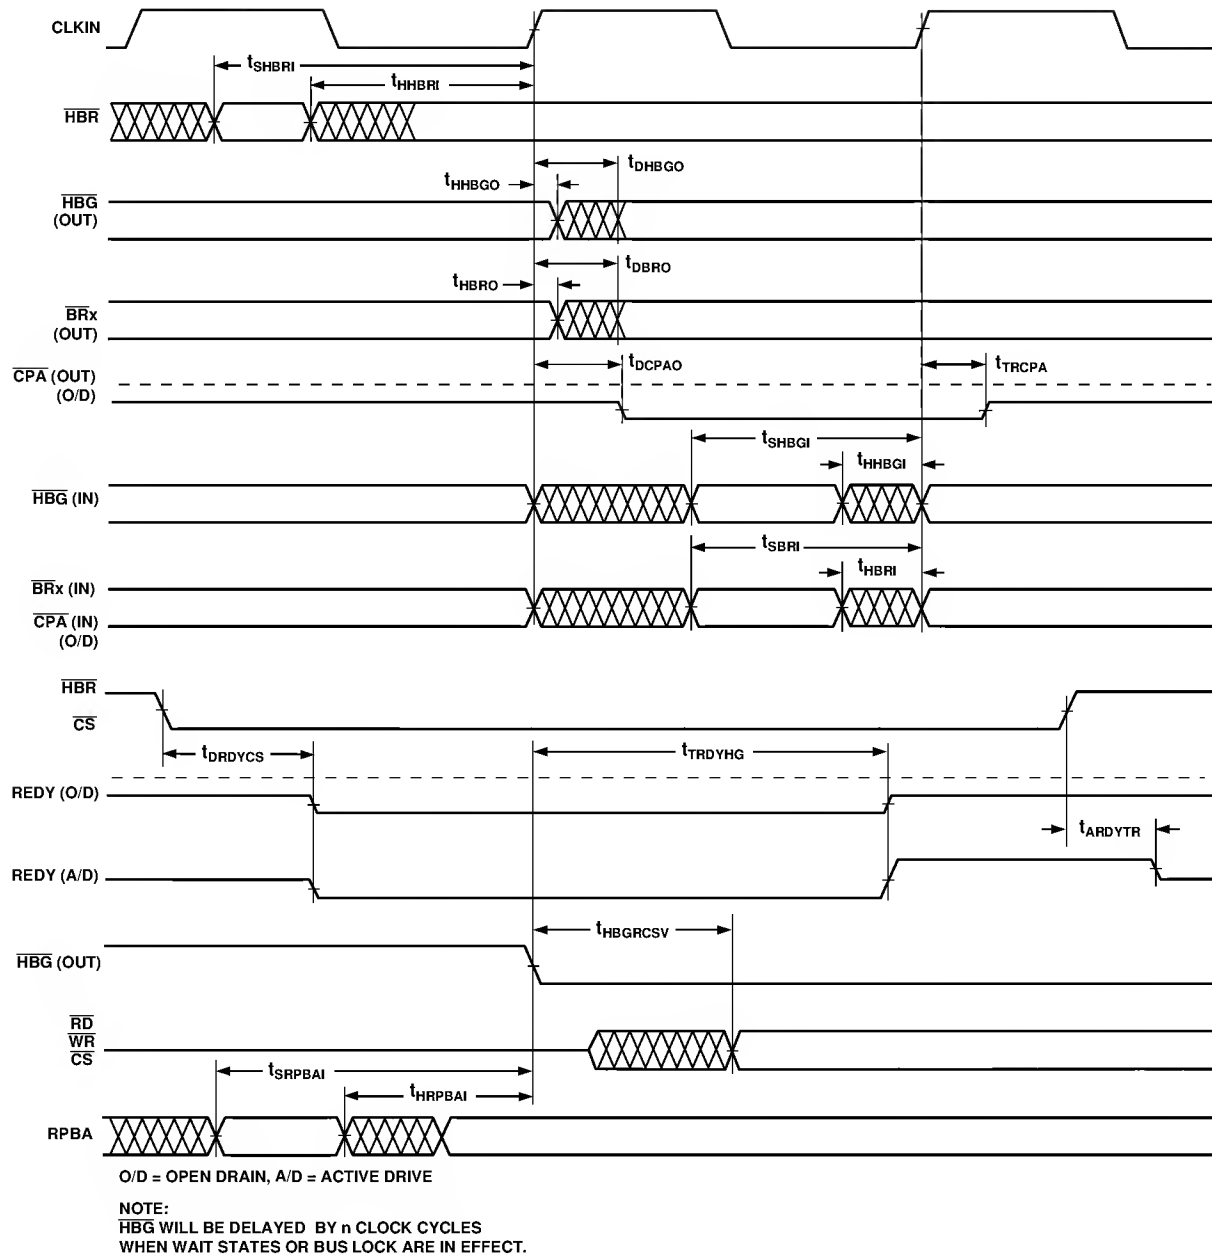 CLKIN
tSHBRI
tHHBRI
HBR
tDHBGO
tHHBGO
HBG
(OUT)
tDBRO
tHBRO
BRx
(OUT)
tDCPAO
tTRCPA
CPA (OUT)
(O/D)
tSHBGI
tHHBGI
HBG (IN)
tSBRI
tHBRI
BRx (IN)
CPA (IN)
(O/D)
HBR
CS
tDRDYCS
tTRDYHG
REDY (O/D)
tARDYTR
REDY (A/D)
tHBGRCSV
HBG (OUT)
RD
WR
CS
tSRPBAI
tHRPBAI
RPBA
O/D = OPEN DRAIN, A/D = ACTIVE DRIVE
NOTE:
HBG WILL BE DELAYED BY n CLOCK CYCLES
WHEN WAIT STATES OR BUS LOCK ARE IN EFFECT.